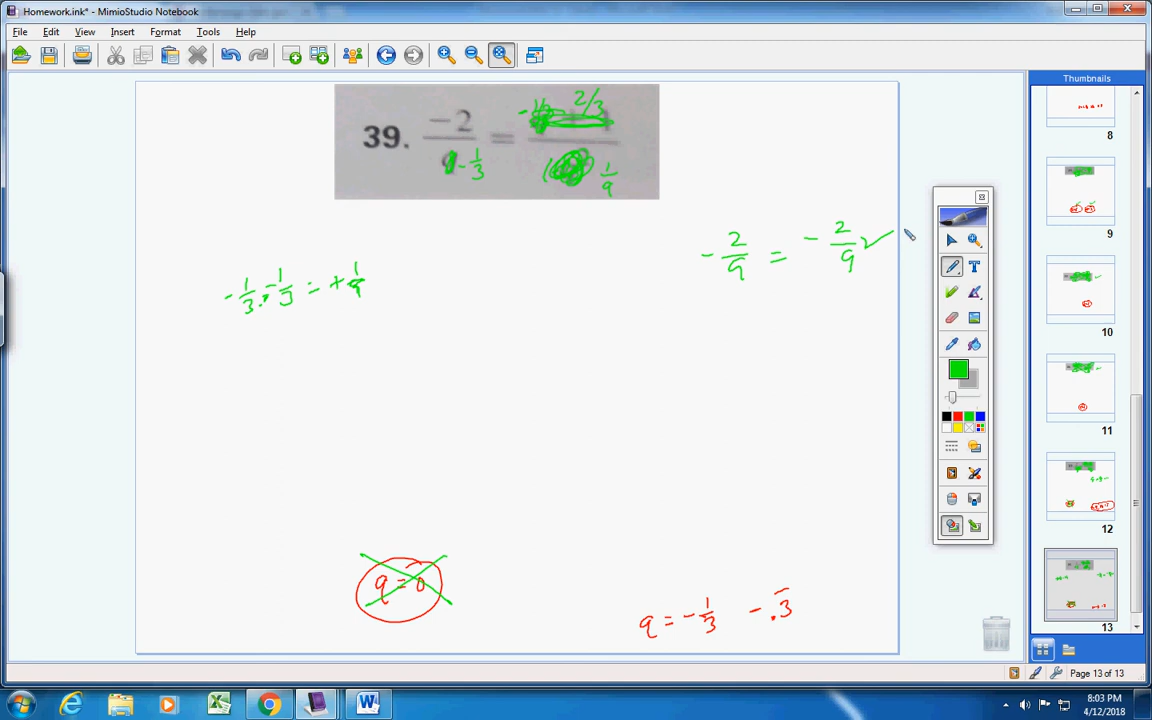 Homework.ink* - MimioStudio Notebook
File Edit View Insert Format Tools Help
Thumbnails
39. -2 / -1/3 = 2/3 / 1/9
-2/9 = -2/9 ✓
-1/3 · -1/3 = +1/9
q = 0
q = -1/3 -.3̅
8
9
10
11
12
13
Page 13 of 13
8:03 PM
4/12/2018